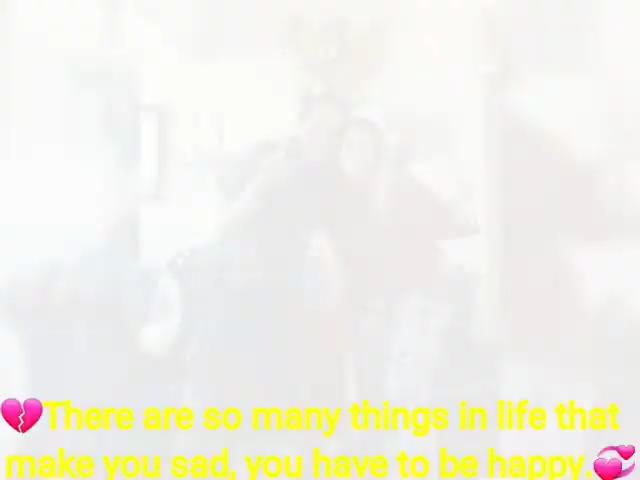 💔There are so many things in life that
make you sad, you have to be happy.💞